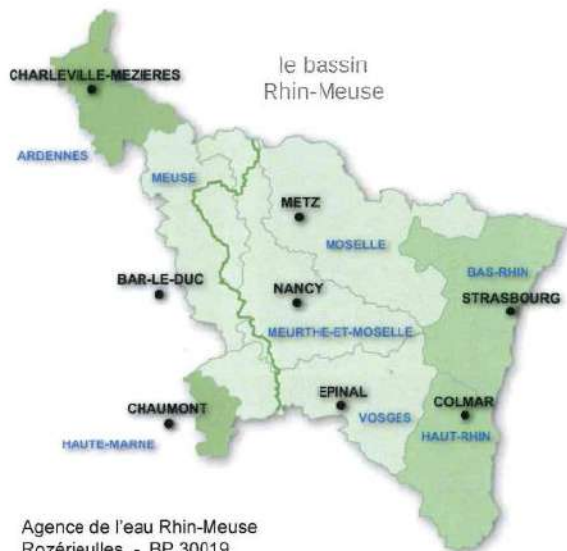 le bassin
Rhin-Meuse
CHARLEVILLE-MEZIERES
ARDENNES
MEUSE
METZ
MOSELLE
BAS-RHIN
BAR-LE-DUC
NANCY
STRASBOURG
MEURTHE-ET-MOSELLE
CHAUMONT
EPINAL
VOSGES
COLMAR
HAUTE-MARNE
HAUT-RHIN
Agence de l'eau Rhin-Meuse
Rozérieulles - BP 30019